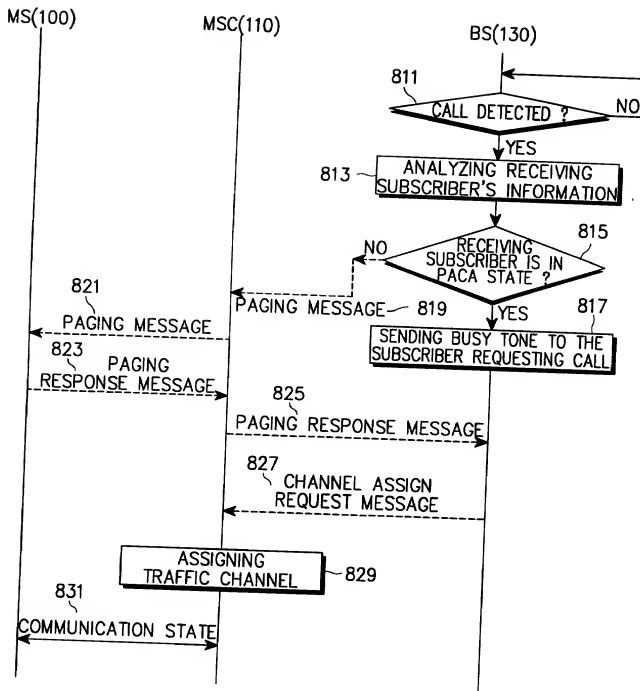 MS(100)
MSC(110)
BS(130)
811
CALL DETECTED ?
NO
YES
813
ANALYZING RECEIVING
SUBSCRIBER'S INFORMATION
815
RECEIVING
SUBSCRIBER IS IN
PACA STATE ?
NO
YES
PAGING MESSAGE
819
817
SENDING BUSY TONE TO THE
SUBSCRIBER REQUESTING CALL
821
PAGING MESSAGE
823
PAGING
RESPONSE MESSAGE
825
PAGING RESPONSE MESSAGE
827
CHANNEL ASSIGN
REQUEST MESSAGE
ASSIGNING
TRAFFIC CHANNEL
829
831
COMMUNICATION STATE